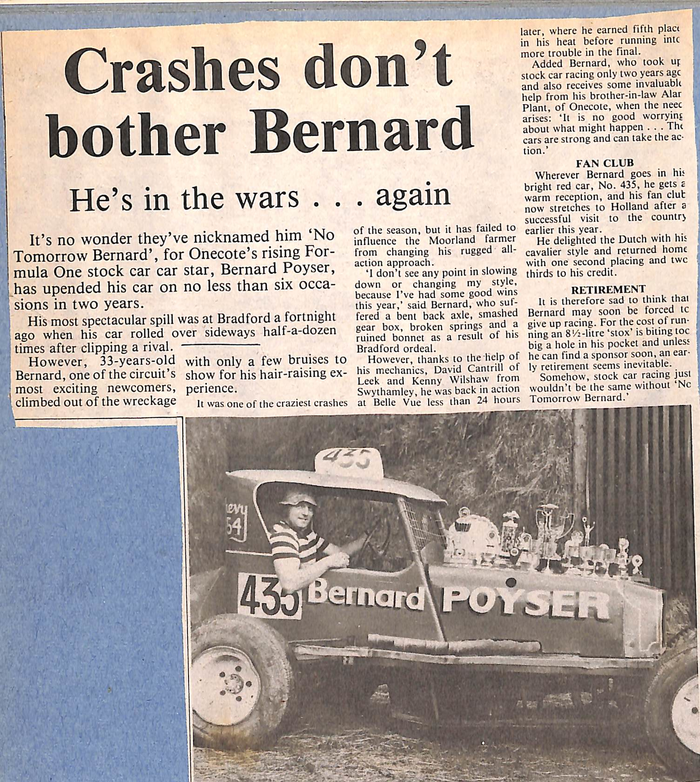 Crashes don't
bother Bernard
He's in the wars . . . again
It's no wonder they've nicknamed him 'No
Tomorrow Bernard', for Onecote's rising For-
mula One stock car car star, Bernard Poyser,
has upended his car on no less than six occa-
sions in two years.
His most spectacular spill was at Bradford a fortnight
ago when his car rolled over sideways half-a-dozen
times after clipping a rival.
However, 33-years-old
Bernard, one of the circuit's
most exciting newcomers,
climbed out of the wreckage
with only a few bruises to
show for his hair-raising ex-
perience.
It was one of the craziest crashes
of the season, but it has failed to
influence the Moorland farmer
from changing his rugged all-
action approach.
'I don't see any point in slowing
down or changing my style,
because I've had some good wins
this year,' said Bernard, who suf-
fered a bent back axle, smashed
gear box, broken springs and a
ruined bonnet as a result of his
Bradford ordeal.
However, thanks to the help of
his mechanics, David Cantrill of
Leek and Kenny Wilshaw from
Swythamley, he was back in action
at Belle Vue less than 24 hours
later, where he earned fifth place
in his heat before running into
more trouble in the final.
Added Bernard, who took up
stock car racing only two years ago
and also receives some invaluable
help from his brother-in-law Alan
Plant, of Onecote, when the need
arises: 'It is no good worrying
about what might happen . . . The
cars are strong and can take the ac-
tion.'
FAN CLUB
Wherever Bernard goes in his
bright red car, No. 435, he gets a
warm reception, and his fan club
now stretches to Holland after a
successful visit to the country
earlier this year.
He delighted the Dutch with his
cavalier style and returned home
with one second placing and two
thirds to his credit.
RETIREMENT
It is therefore sad to think that
Bernard may soon be forced to
give up racing. For the cost of run-
ning an 8½-litre 'stox' is biting too
big a hole in his pocket and unless
he can find a sponsor soon, an ear-
ly retirement seems inevitable.
Somehow, stock car racing just
wouldn't be the same without 'No
Tomorrow Bernard.'
435
hevy
54
435 Bernard POYSER